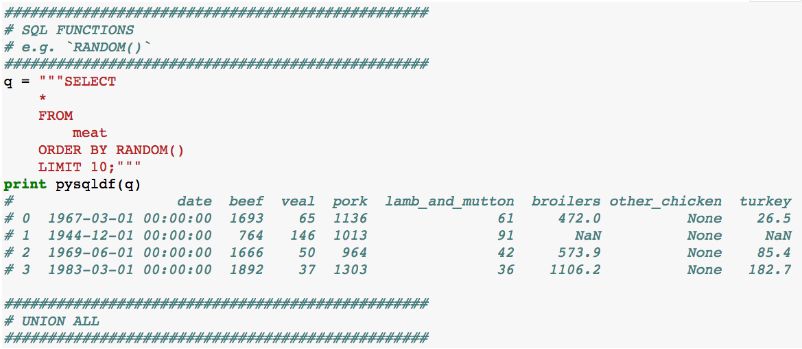 ##################################################
# SQL FUNCTIONS
# e.g. `RANDOM()`
##################################################
q = """SELECT
    *
    FROM
        meat
    ORDER BY RANDOM()
    LIMIT 10;"""
print pysqldf(q)
#                   date  beef  veal  pork  lamb_and_mutton  broilers other_chicken  turkey
# 0  1967-03-01 00:00:00  1693    65  1136               61     472.0          None    26.5
# 1  1944-12-01 00:00:00   764   146  1013               91       NaN          None     NaN
# 2  1969-06-01 00:00:00  1666    50   964               42     573.9          None    85.4
# 3  1983-03-01 00:00:00  1892    37  1303               36    1106.2          None   182.7
##################################################
# UNION ALL
##################################################